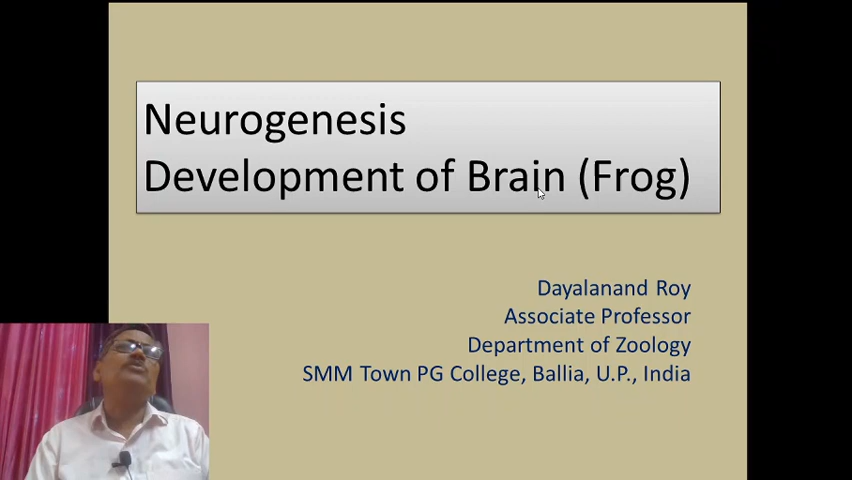 Neurogenesis
Development of Brain (Frog)
Dayalanand Roy
Associate Professor
Department of Zoology
SMM Town PG College, Ballia, U.P., India